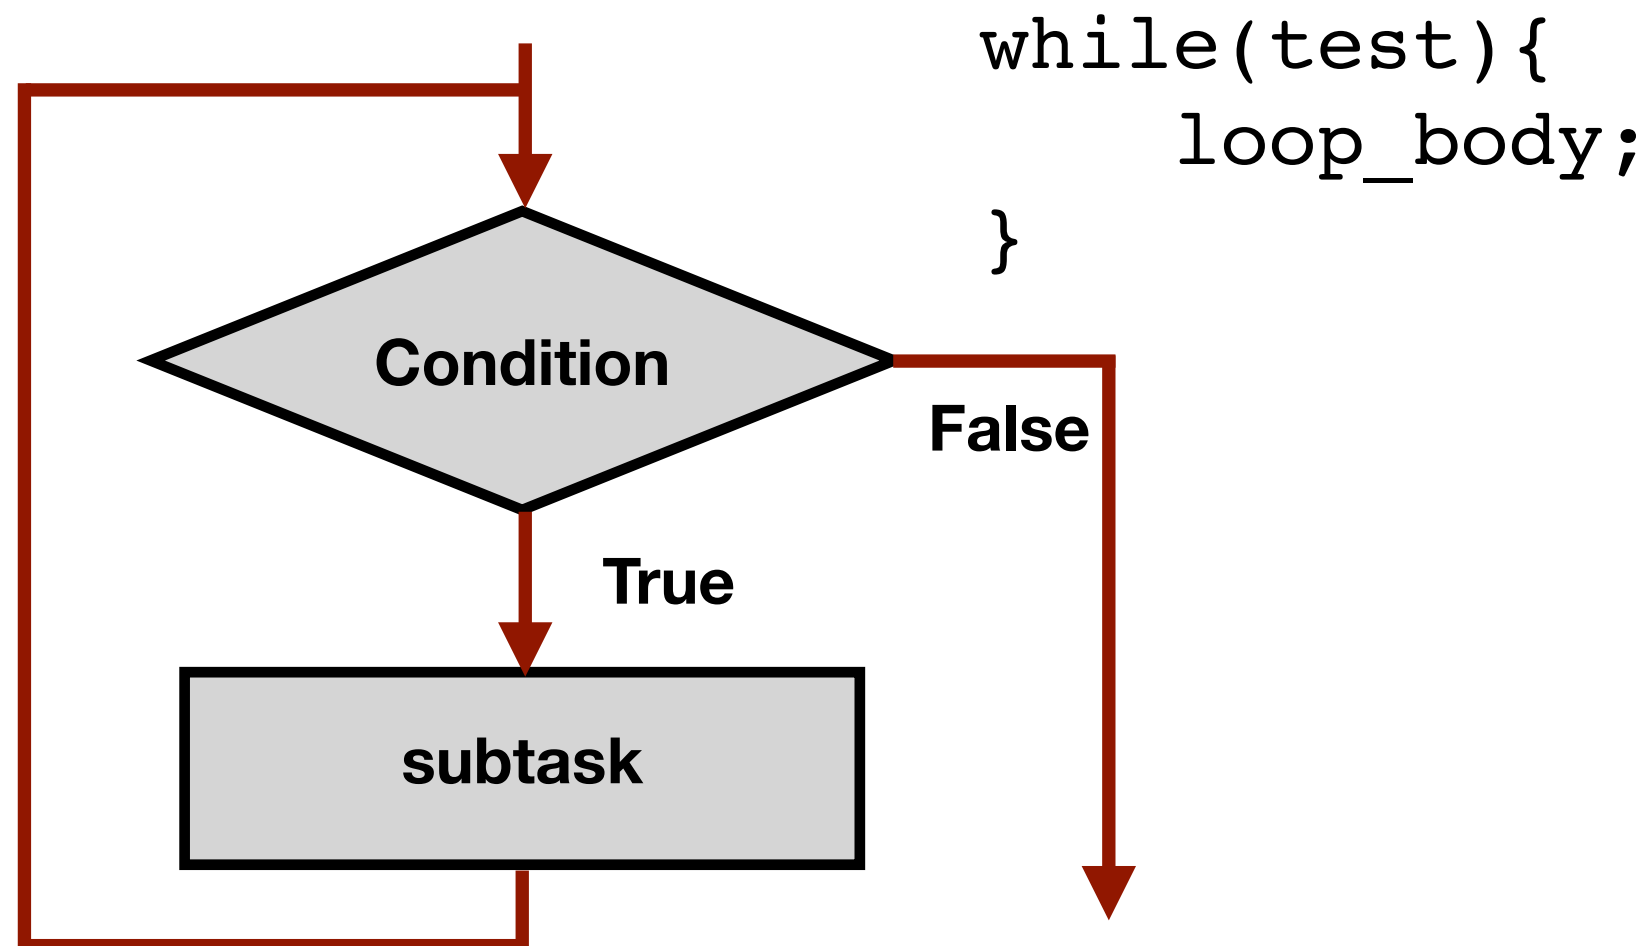 while(test){
loop_body;
}
Condition
False
True
subtask